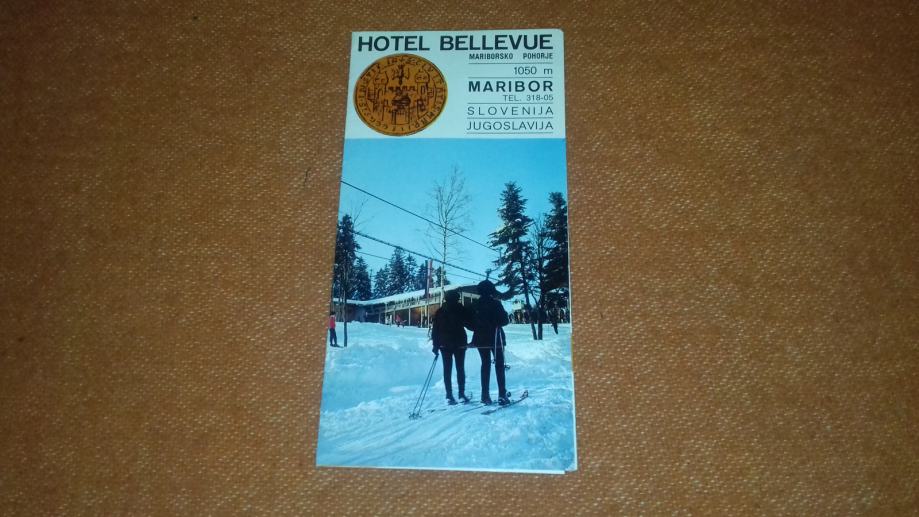 HOTEL BELLEVUE
MARIBORSKO POHORJE
1050 m
MARIBOR
TEL. 318-05
SLOVENIJA
JUGOSLAVIJA